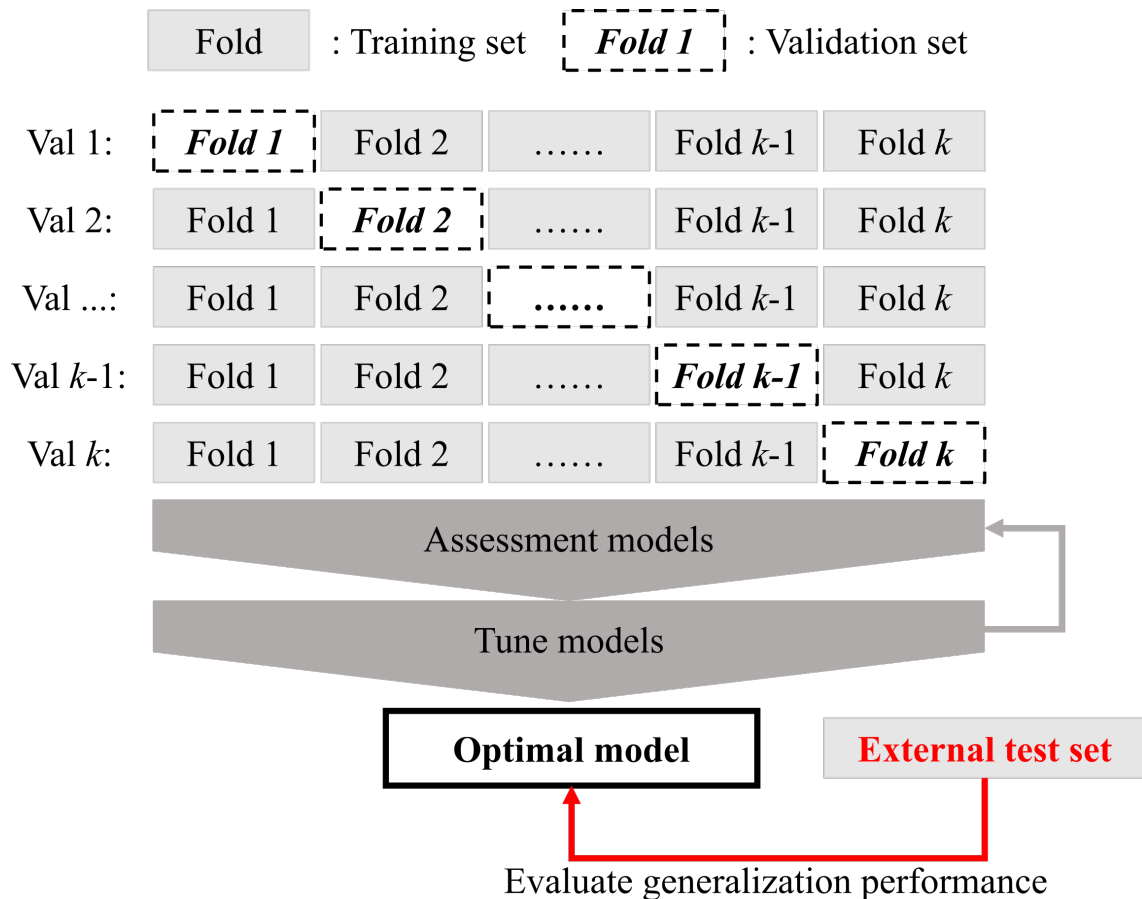 Fold : Training set Fold 1 : Validation set
Val 1: Fold 1 Fold 2 ...... Fold k-1 Fold k
Val 2: Fold 1 Fold 2 ...... Fold k-1 Fold k
Val ...: Fold 1 Fold 2 ...... Fold k-1 Fold k
Val k-1: Fold 1 Fold 2 ...... Fold k-1 Fold k
Val k: Fold 1 Fold 2 ...... Fold k-1 Fold k
Assessment models
Tune models
Optimal model External test set
Evaluate generalization performance